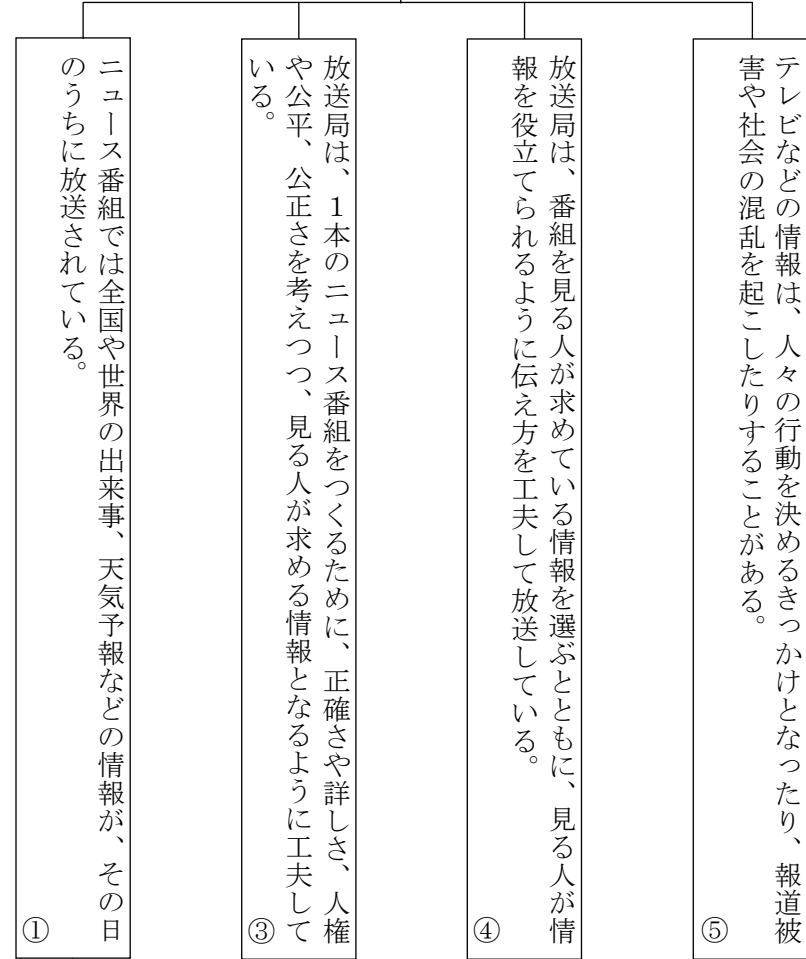 テレビなどの情報は、人々の行動を決めるきっかけとなったり、報道被
害や社会の混乱を起こしたりすることがある。
⑤
放送局は、番組を見る人が求めている情報を選ぶとともに、見る人が情
報を役立てられるように伝え方を工夫して放送している。
④
放送局は、1本のニュース番組をつくるために、正確さや詳しさ、人権
や公平、公正さを考えつつ、見る人が求める情報となるように工夫して
いる。
③
ニュース番組では全国や世界の出来事、天気予報などの情報が、その日
のうちに放送されている。
①